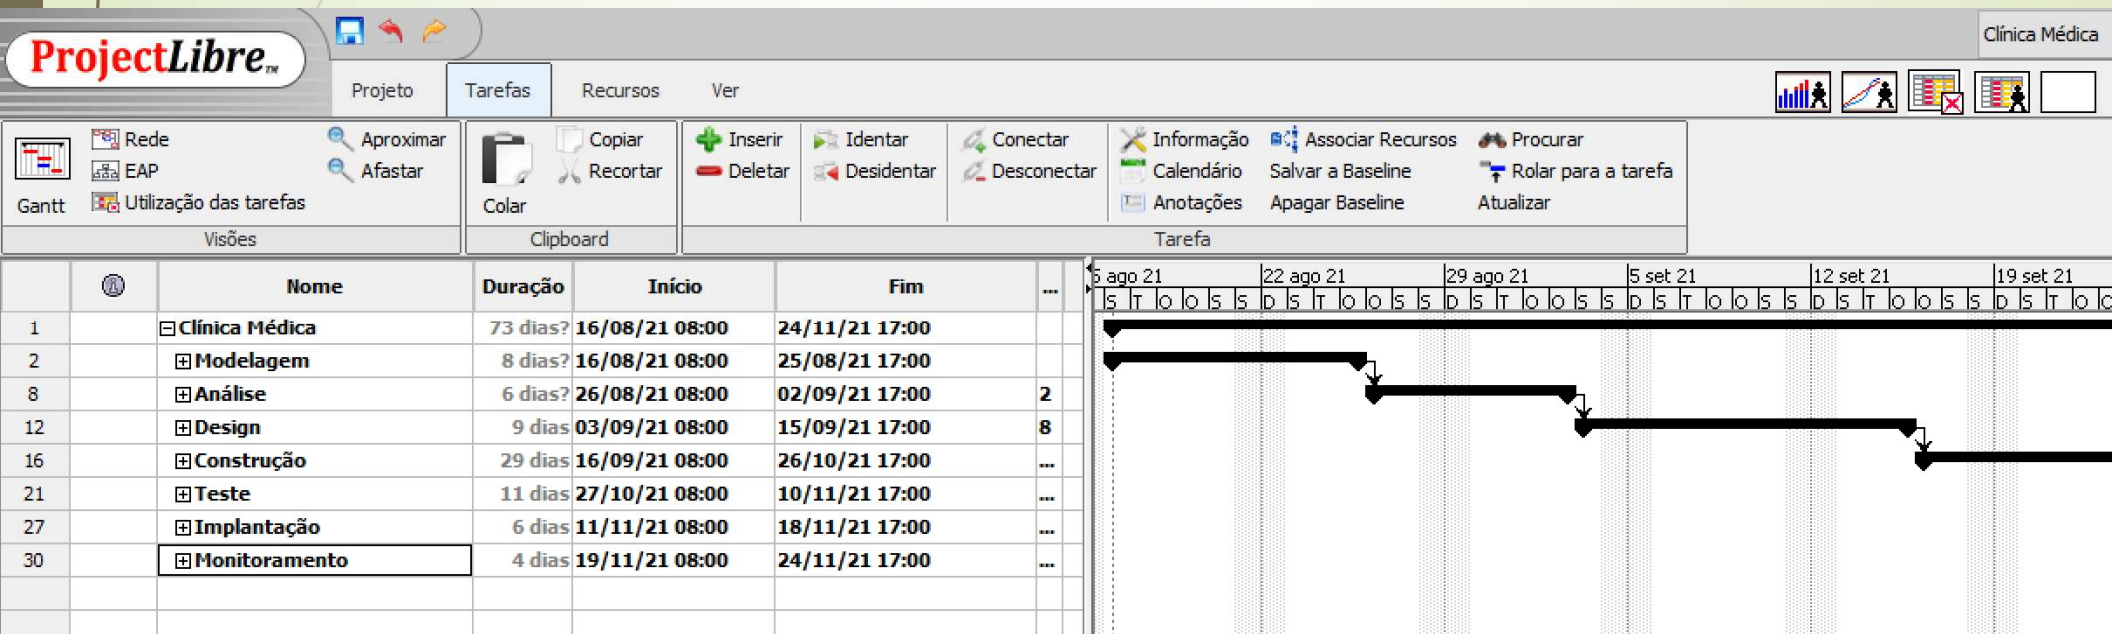 Clínica Médica
ProjectLibre™
Projeto Tarefas Recursos Ver
Rede Aproximar Copiar Inserir Identar Conectar Informação Associar Recursos Procurar
EAP Afastar Recortar Deletar Desidentar Desconectar Calendário Salvar a Baseline Rolar para a tarefa
Gantt Utilização das tarefas Colar Anotações Apagar Baseline Atualizar
Visões Clipboard Tarefa
Nome Duração Início Fim ...
5 ago 21 22 ago 21 29 ago 21 5 set 21 12 set 21 19 set 21
S T Q Q S S D S T Q Q S S D S T Q Q S S D S T Q Q S S D S T Q Q S S D S T Q Q
1 Clínica Médica 73 dias? 16/08/21 08:00 24/11/21 17:00
2 Modelagem 8 dias? 16/08/21 08:00 25/08/21 17:00
8 Análise 6 dias? 26/08/21 08:00 02/09/21 17:00 2
12 Design 9 dias 03/09/21 08:00 15/09/21 17:00 8
16 Construção 29 dias 16/09/21 08:00 26/10/21 17:00 ...
21 Teste 11 dias 27/10/21 08:00 10/11/21 17:00 ...
27 Implantação 6 dias 11/11/21 08:00 18/11/21 17:00 ...
30 Monitoramento 4 dias 19/11/21 08:00 24/11/21 17:00 ...